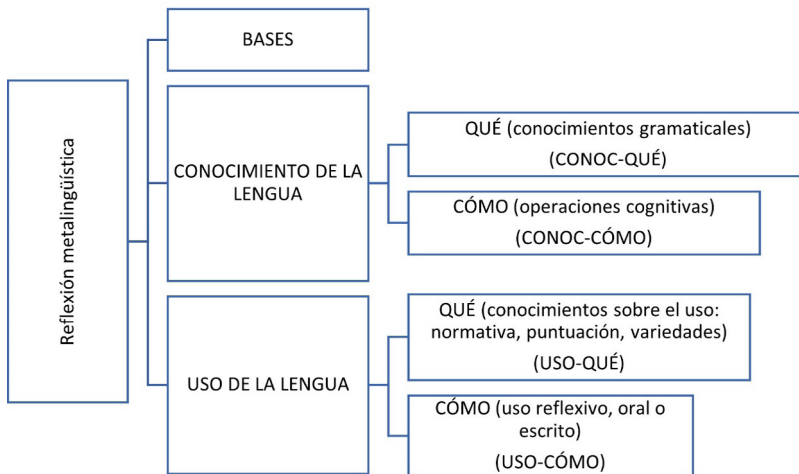 Reflexión metalingüística
BASES
CONOCIMIENTO DE LA
LENGUA
QUÉ (conocimientos gramaticales)
(CONOC-QUÉ)
CÓMO (operaciones cognitivas)
(CONOC-CÓMO)
USO DE LA LENGUA
QUÉ (conocimientos sobre el uso:
normativa, puntuación, variedades)
(USO-QUÉ)
CÓMO (uso reflexivo, oral o
escrito)
(USO-CÓMO)